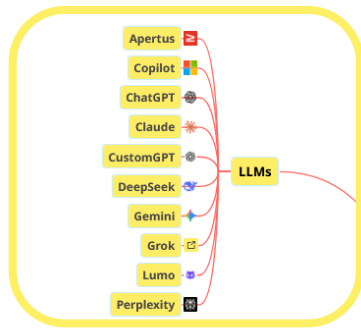 Apertus
Copilot
ChatGPT
Claude
CustomGPT
LLMs
DeepSeek
Gemini
Grok
Lumo
Perplexity